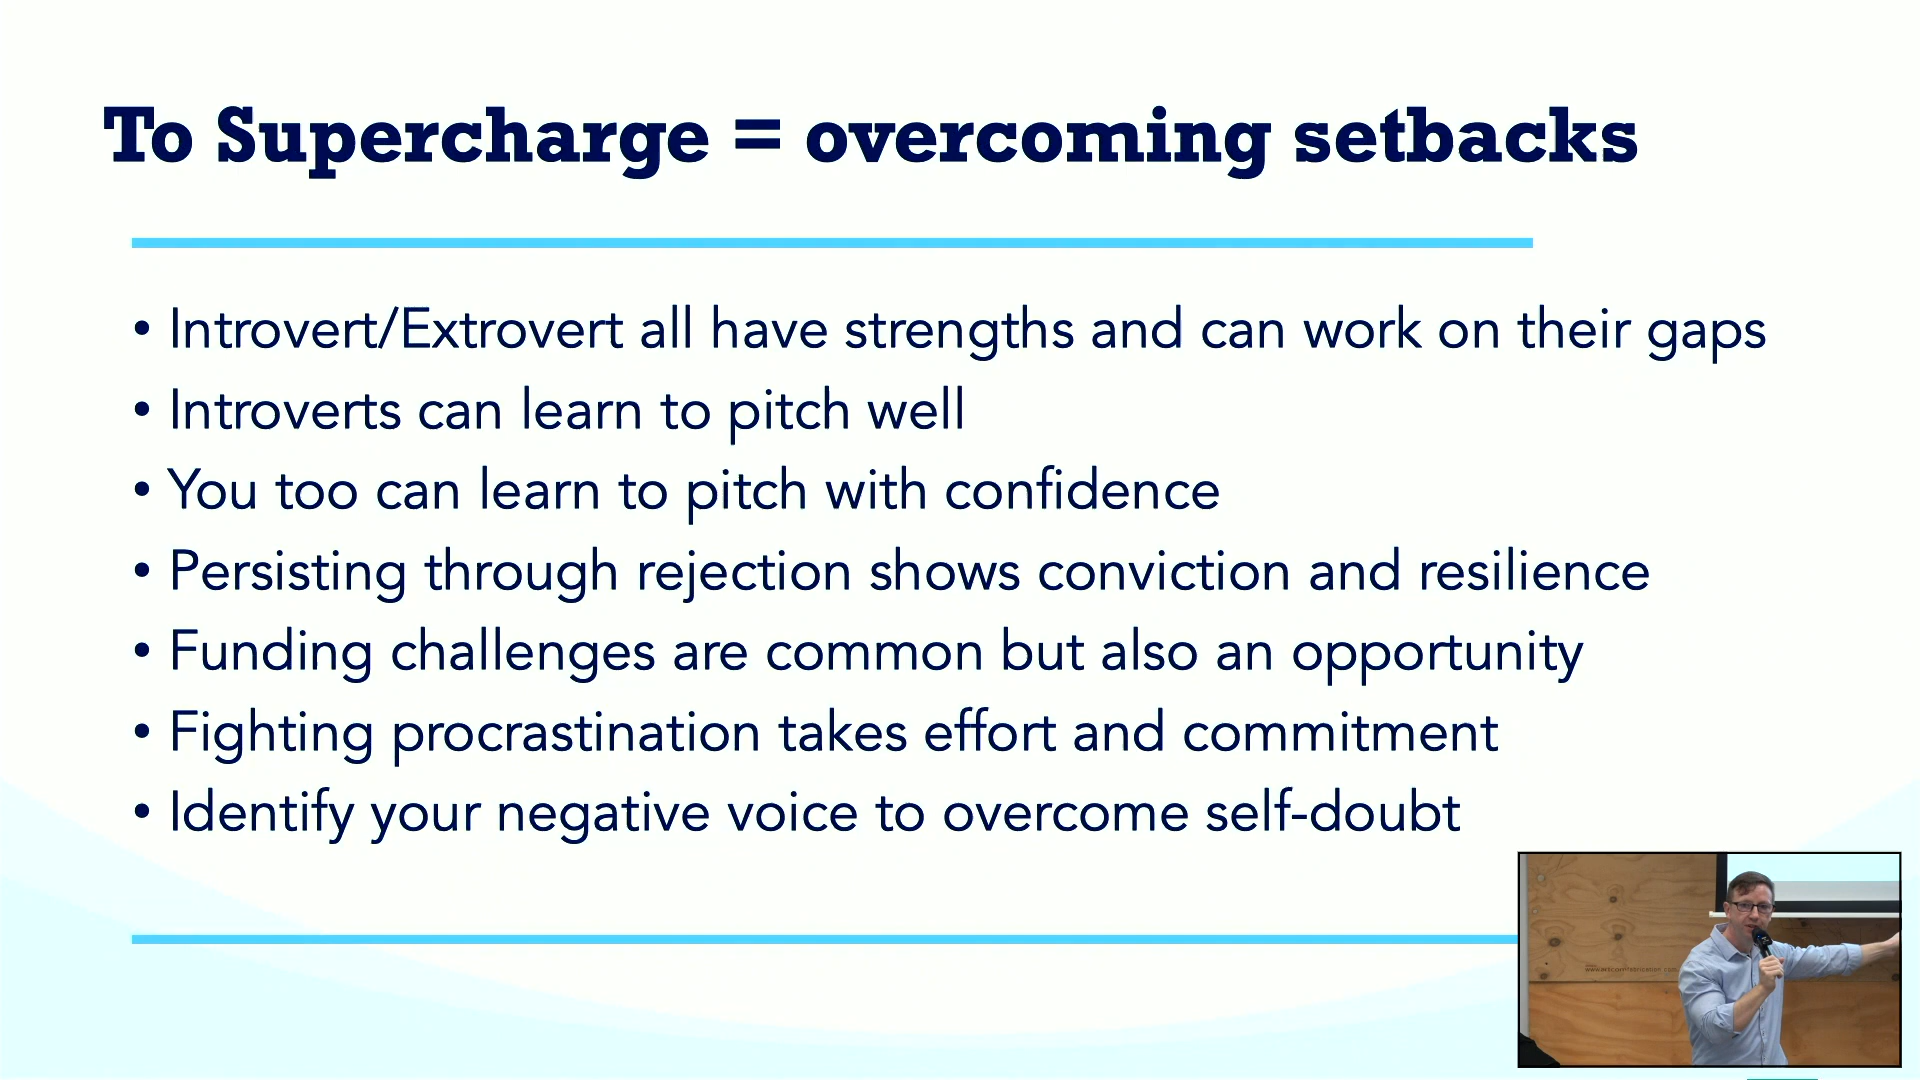 To Supercharge = overcoming setbacks
• Introvert/Extrovert all have strengths and can work on their gaps
• Introverts can learn to pitch well
• You too can learn to pitch with confidence
• Persisting through rejection shows conviction and resilience
• Funding challenges are common but also an opportunity
• Fighting procrastination takes effort and commitment
• Identify your negative voice to overcome self-doubt